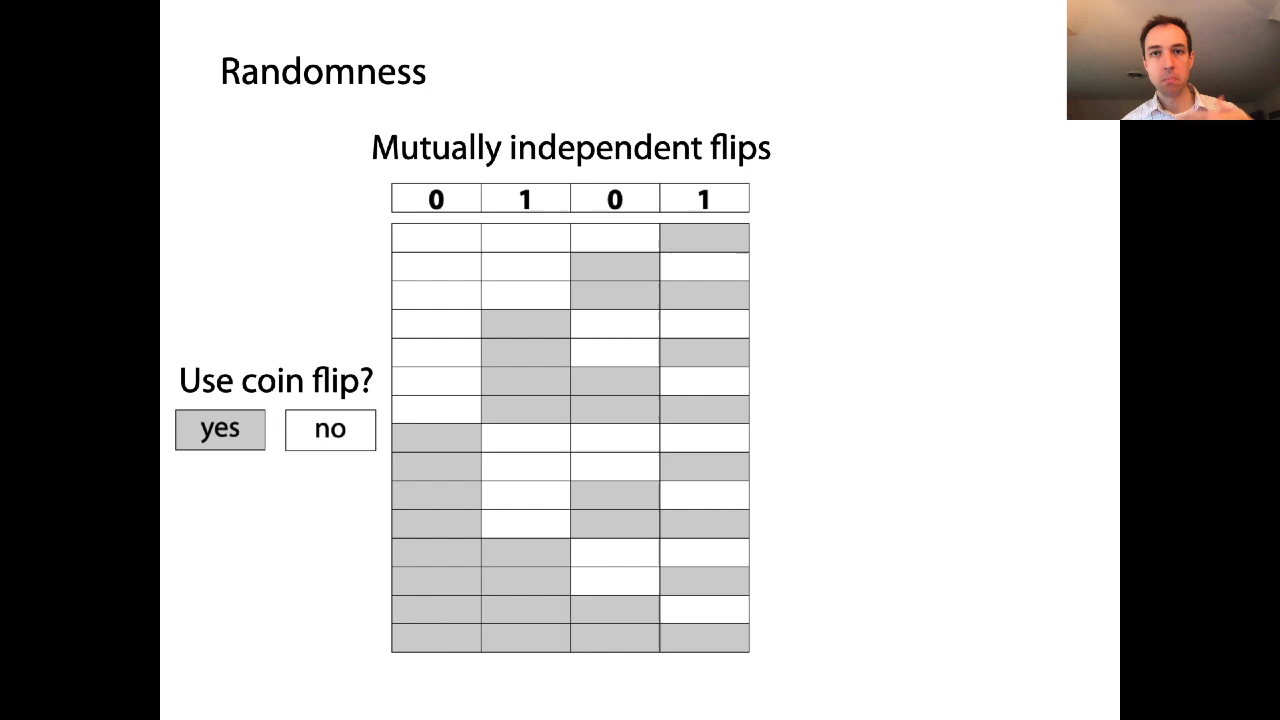 Randomness
Mutually independent flips
0 1 0 1
Use coin flip?
yes no